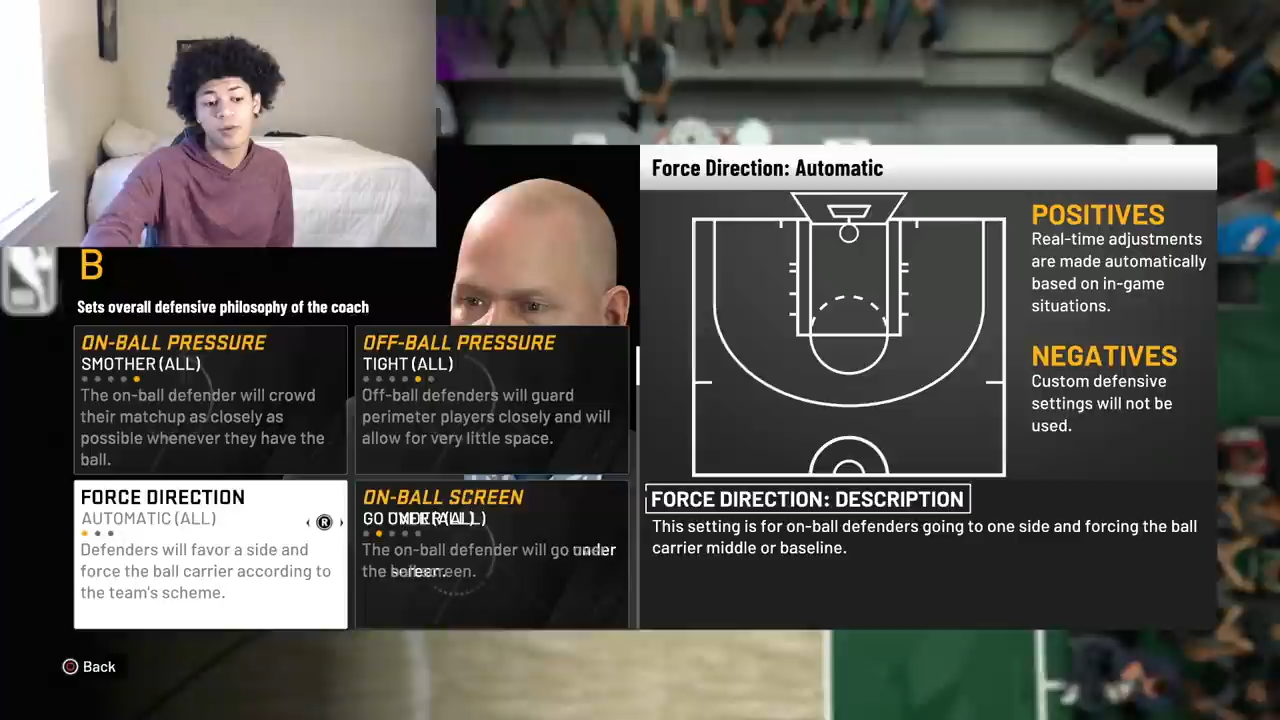 B
Sets overall defensive philosophy of the coach
ON-BALL PRESSURE
SMOTHER (ALL)
The on-ball defender will crowd
their matchup as closely as
possible whenever they have the
ball.
OFF-BALL PRESSURE
TIGHT (ALL)
Off-ball defenders will guard
perimeter players closely and will
allow for very little space.
FORCE DIRECTION
AUTOMATIC (ALL)
R
Defenders will favor a side and
force the ball carrier according to
the team's scheme.
ON-BALL SCREEN
GO
The on-ball defender will go under
the
Back
Force Direction: Automatic
POSITIVES
Real-time adjustments
are made automatically
based on in-game
situations.
NEGATIVES
Custom defensive
settings will not be
used.
FORCE DIRECTION: DESCRIPTION
This setting is for on-ball defenders going to one side and forcing the ball
carrier middle or baseline.